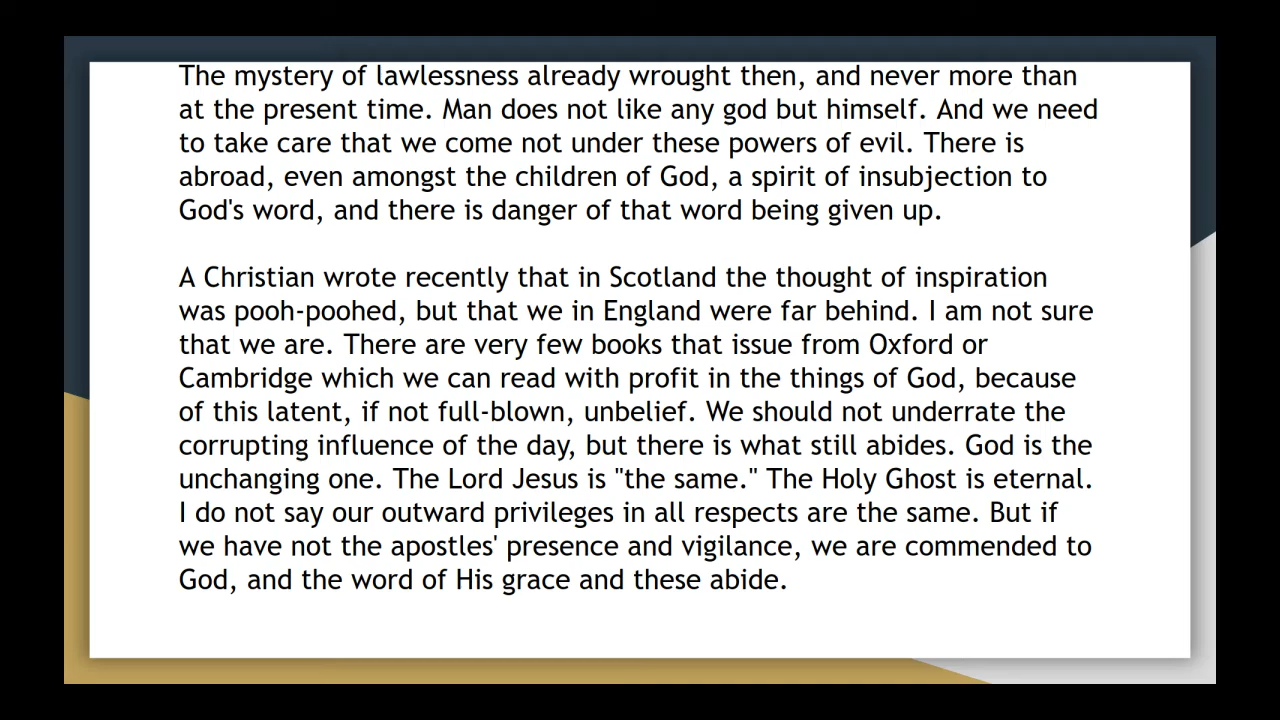 The mystery of lawlessness already wrought then, and never more than
at the present time. Man does not like any god but himself. And we need
to take care that we come not under these powers of evil. There is
abroad, even amongst the children of God, a spirit of insubjection to
God's word, and there is danger of that word being given up.
A Christian wrote recently that in Scotland the thought of inspiration
was pooh-poohed, but that we in England were far behind. I am not sure
that we are. There are very few books that issue from Oxford or
Cambridge which we can read with profit in the things of God, because
of this latent, if not full-blown, unbelief. We should not underrate the
corrupting influence of the day, but there is what still abides. God is the
unchanging one. The Lord Jesus is "the same." The Holy Ghost is eternal.
I do not say our outward privileges in all respects are the same. But if
we have not the apostles' presence and vigilance, we are commended to
God, and the word of His grace and these abide.